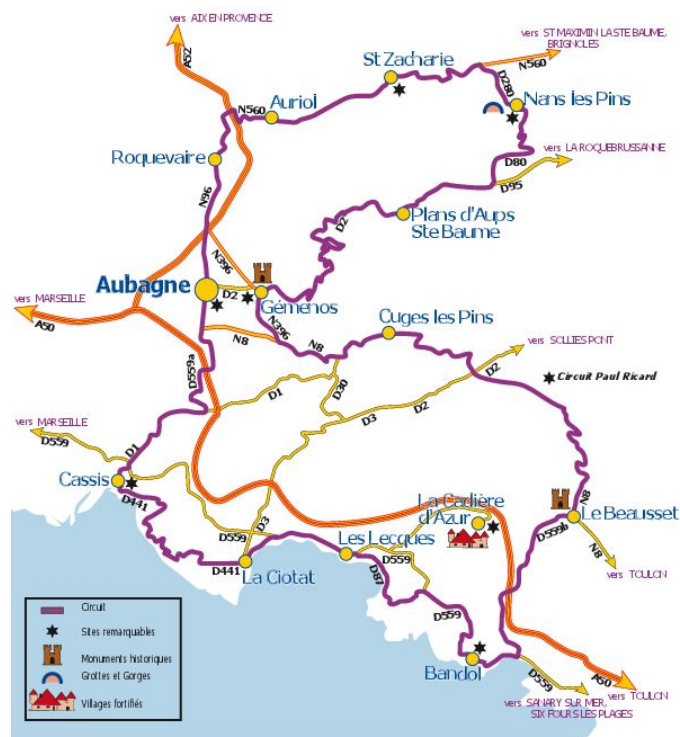 vers AIX EN PROVENCE
A52
St Zacharie
vers ST MAXIMIN LA STE BAUME,
BRIGNOLES
N560
D280
Nans les Pins
N560
Auriol
vers LA ROQUEBRUSSANNE
Roquevaire
D80
D95
N96
Plans d'Aups
Ste Baume
D2
N396
Aubagne
D2
Gémenos
vers MARSEILLE
A50
N396
N8
N8
Cuges les Pins
vers SOLLIES PONT
D2
Circuit Paul Ricard
D559a
D1
D30
D3
D2
vers MARSEILLE
D559
D1
Cassis
D441
La Cadière
d'Azur
N8
Le Beausset
D559b
N8
D559
D3
Les Lecques
D559
D441
La Ciotat
D81
vers TOULON
D559
Bandol
A50
vers TOULON
D559
vers SANARY SUR MER,
SIX FOURS LES PLAGES
Circuit
Sites remarquables
Monuments historiques
Grottes et Gorges
Villages fortifiés